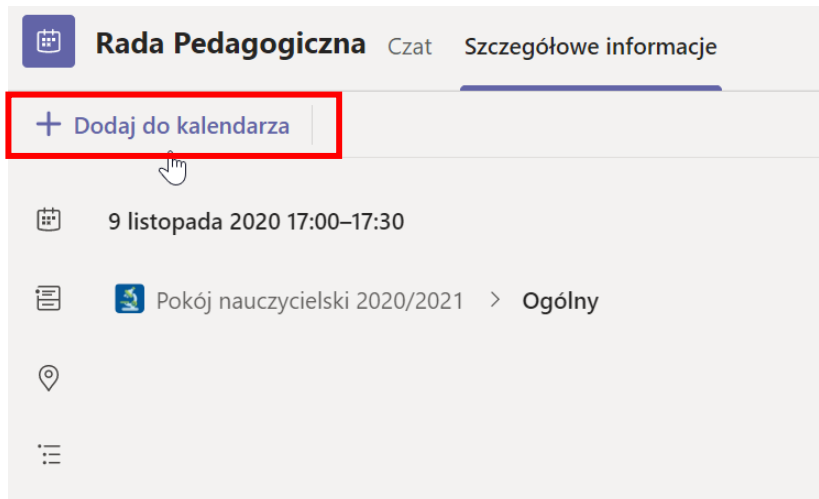 Rada Pedagogiczna Czat Szczegółowe informacje
+ Dodaj do kalendarza
9 listopada 2020 17:00–17:30
Pokój nauczycielski 2020/2021 > Ogólny